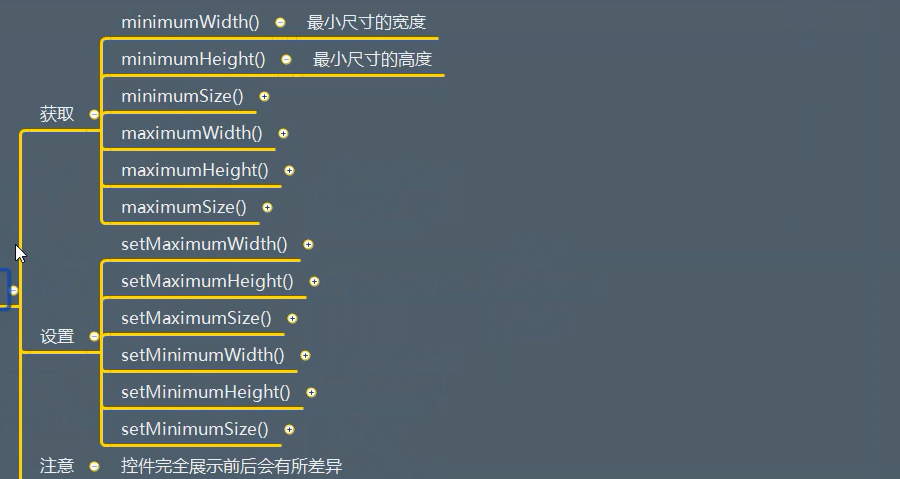 minimumWidth() 最小尺寸的宽度
minimumHeight() 最小尺寸的高度
minimumSize()
获取
maximumWidth()
maximumHeight()
maximumSize()
setMaximumWidth()
setMaximumHeight()
setMaximumSize()
设置
setMinimumWidth()
setMinimumHeight()
setMinimumSize()
注意 控件完全展示前后会有所差异